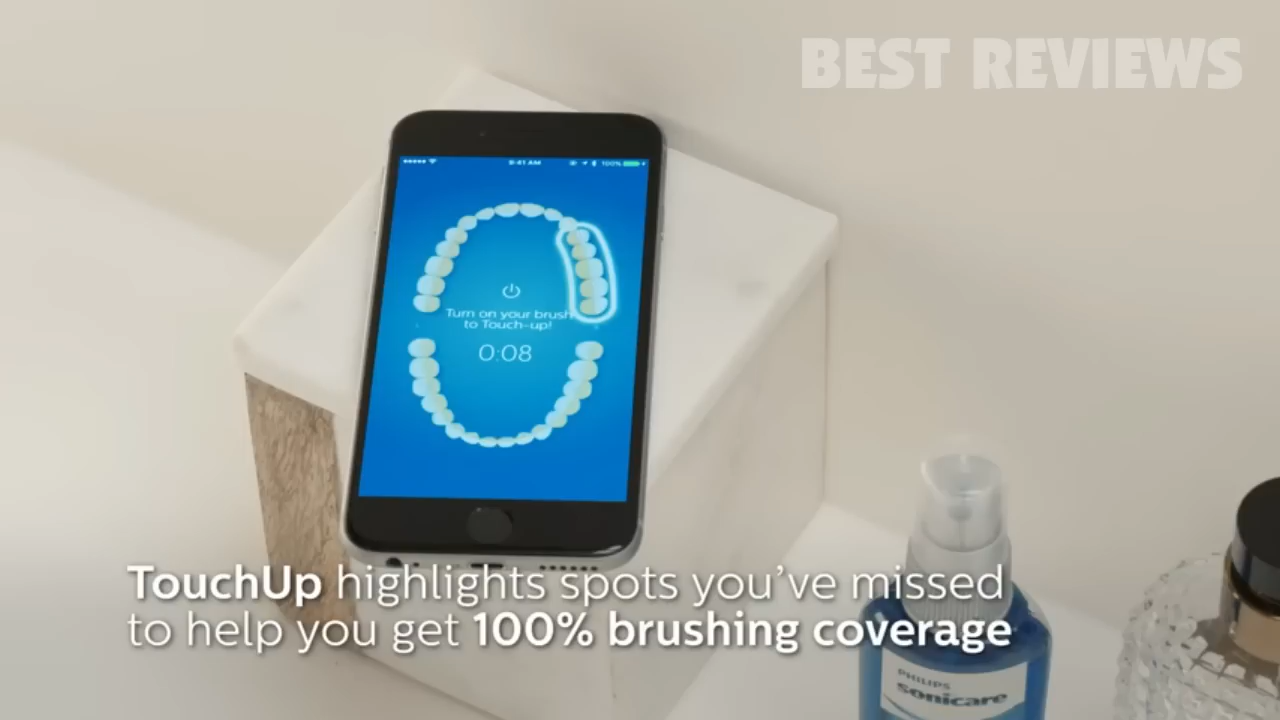 BEST REVIEWS
9:41 AM
100%
Turn on your brush
to Touch-up!
0:08
TouchUp highlights spots you've missed
to help you get 100% brushing coverage
PHILIPS
sonicare